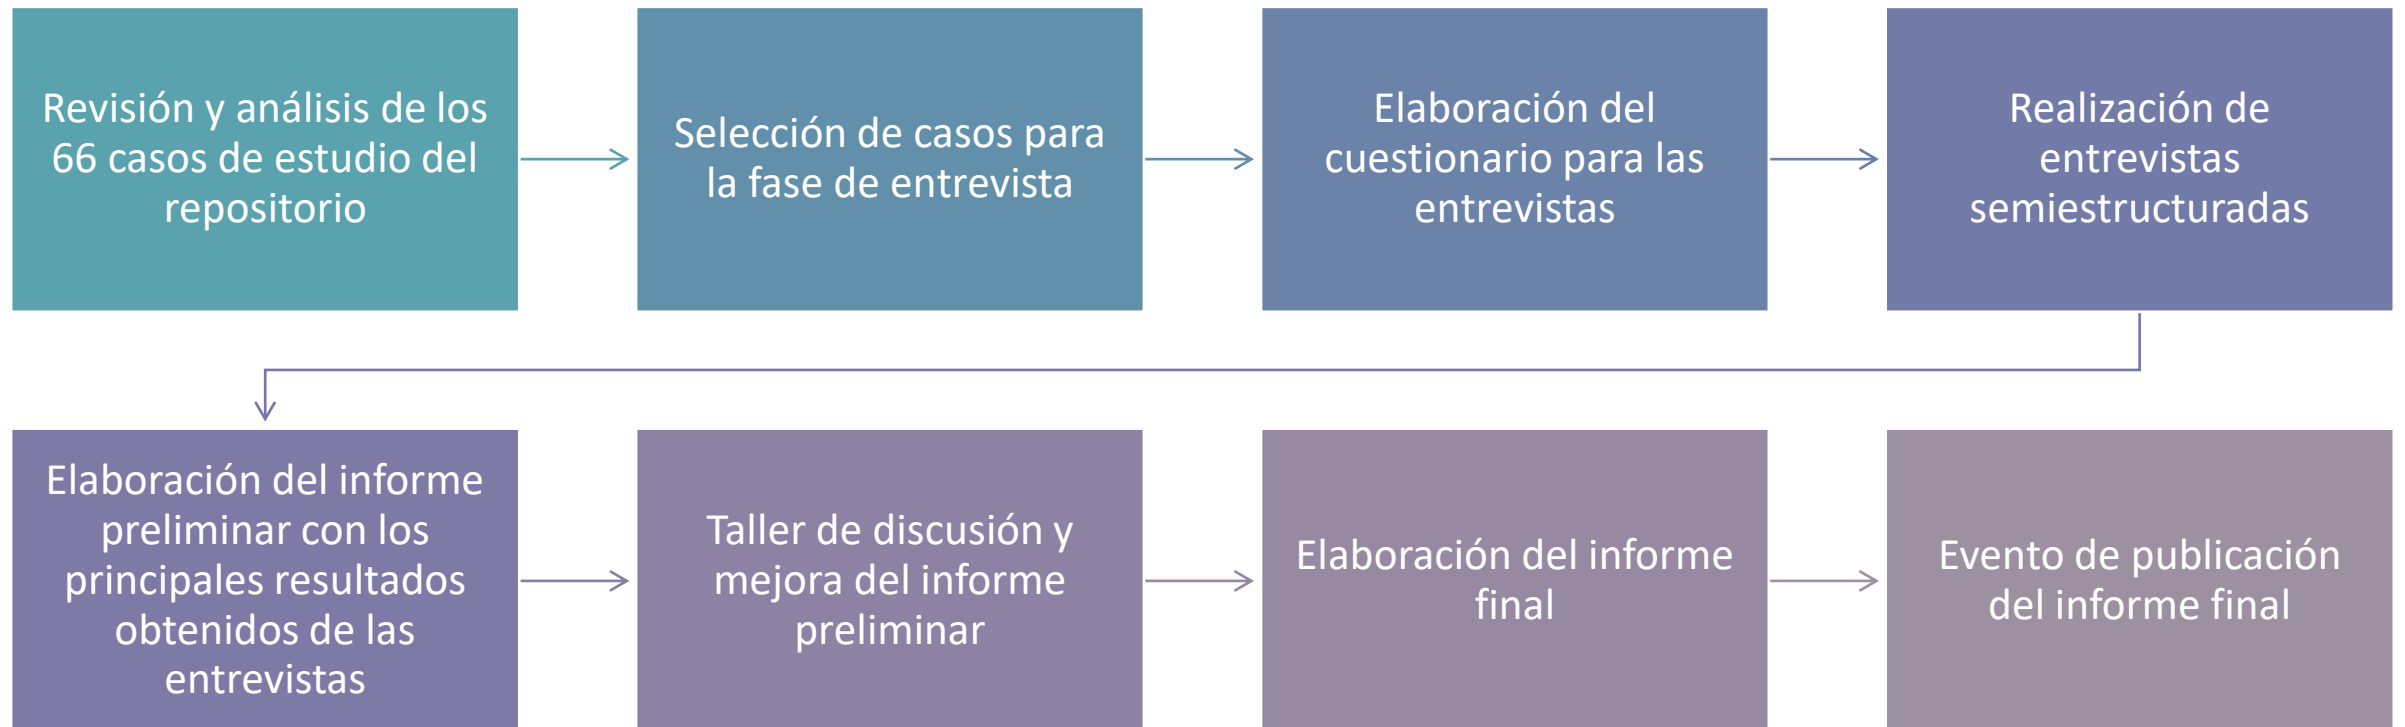 Revisión y análisis de los
66 casos de estudio del
repositorio
Selección de casos para
la fase de entrevista
Elaboración del
cuestionario para las
entrevistas
Realización de
entrevistas
semiestructuradas
Elaboración del informe
preliminar con los
principales resultados
obtenidos de las
entrevistas
Taller de discusión y
mejora del informe
preliminar
Elaboración del informe
final
Evento de publicación
del informe final